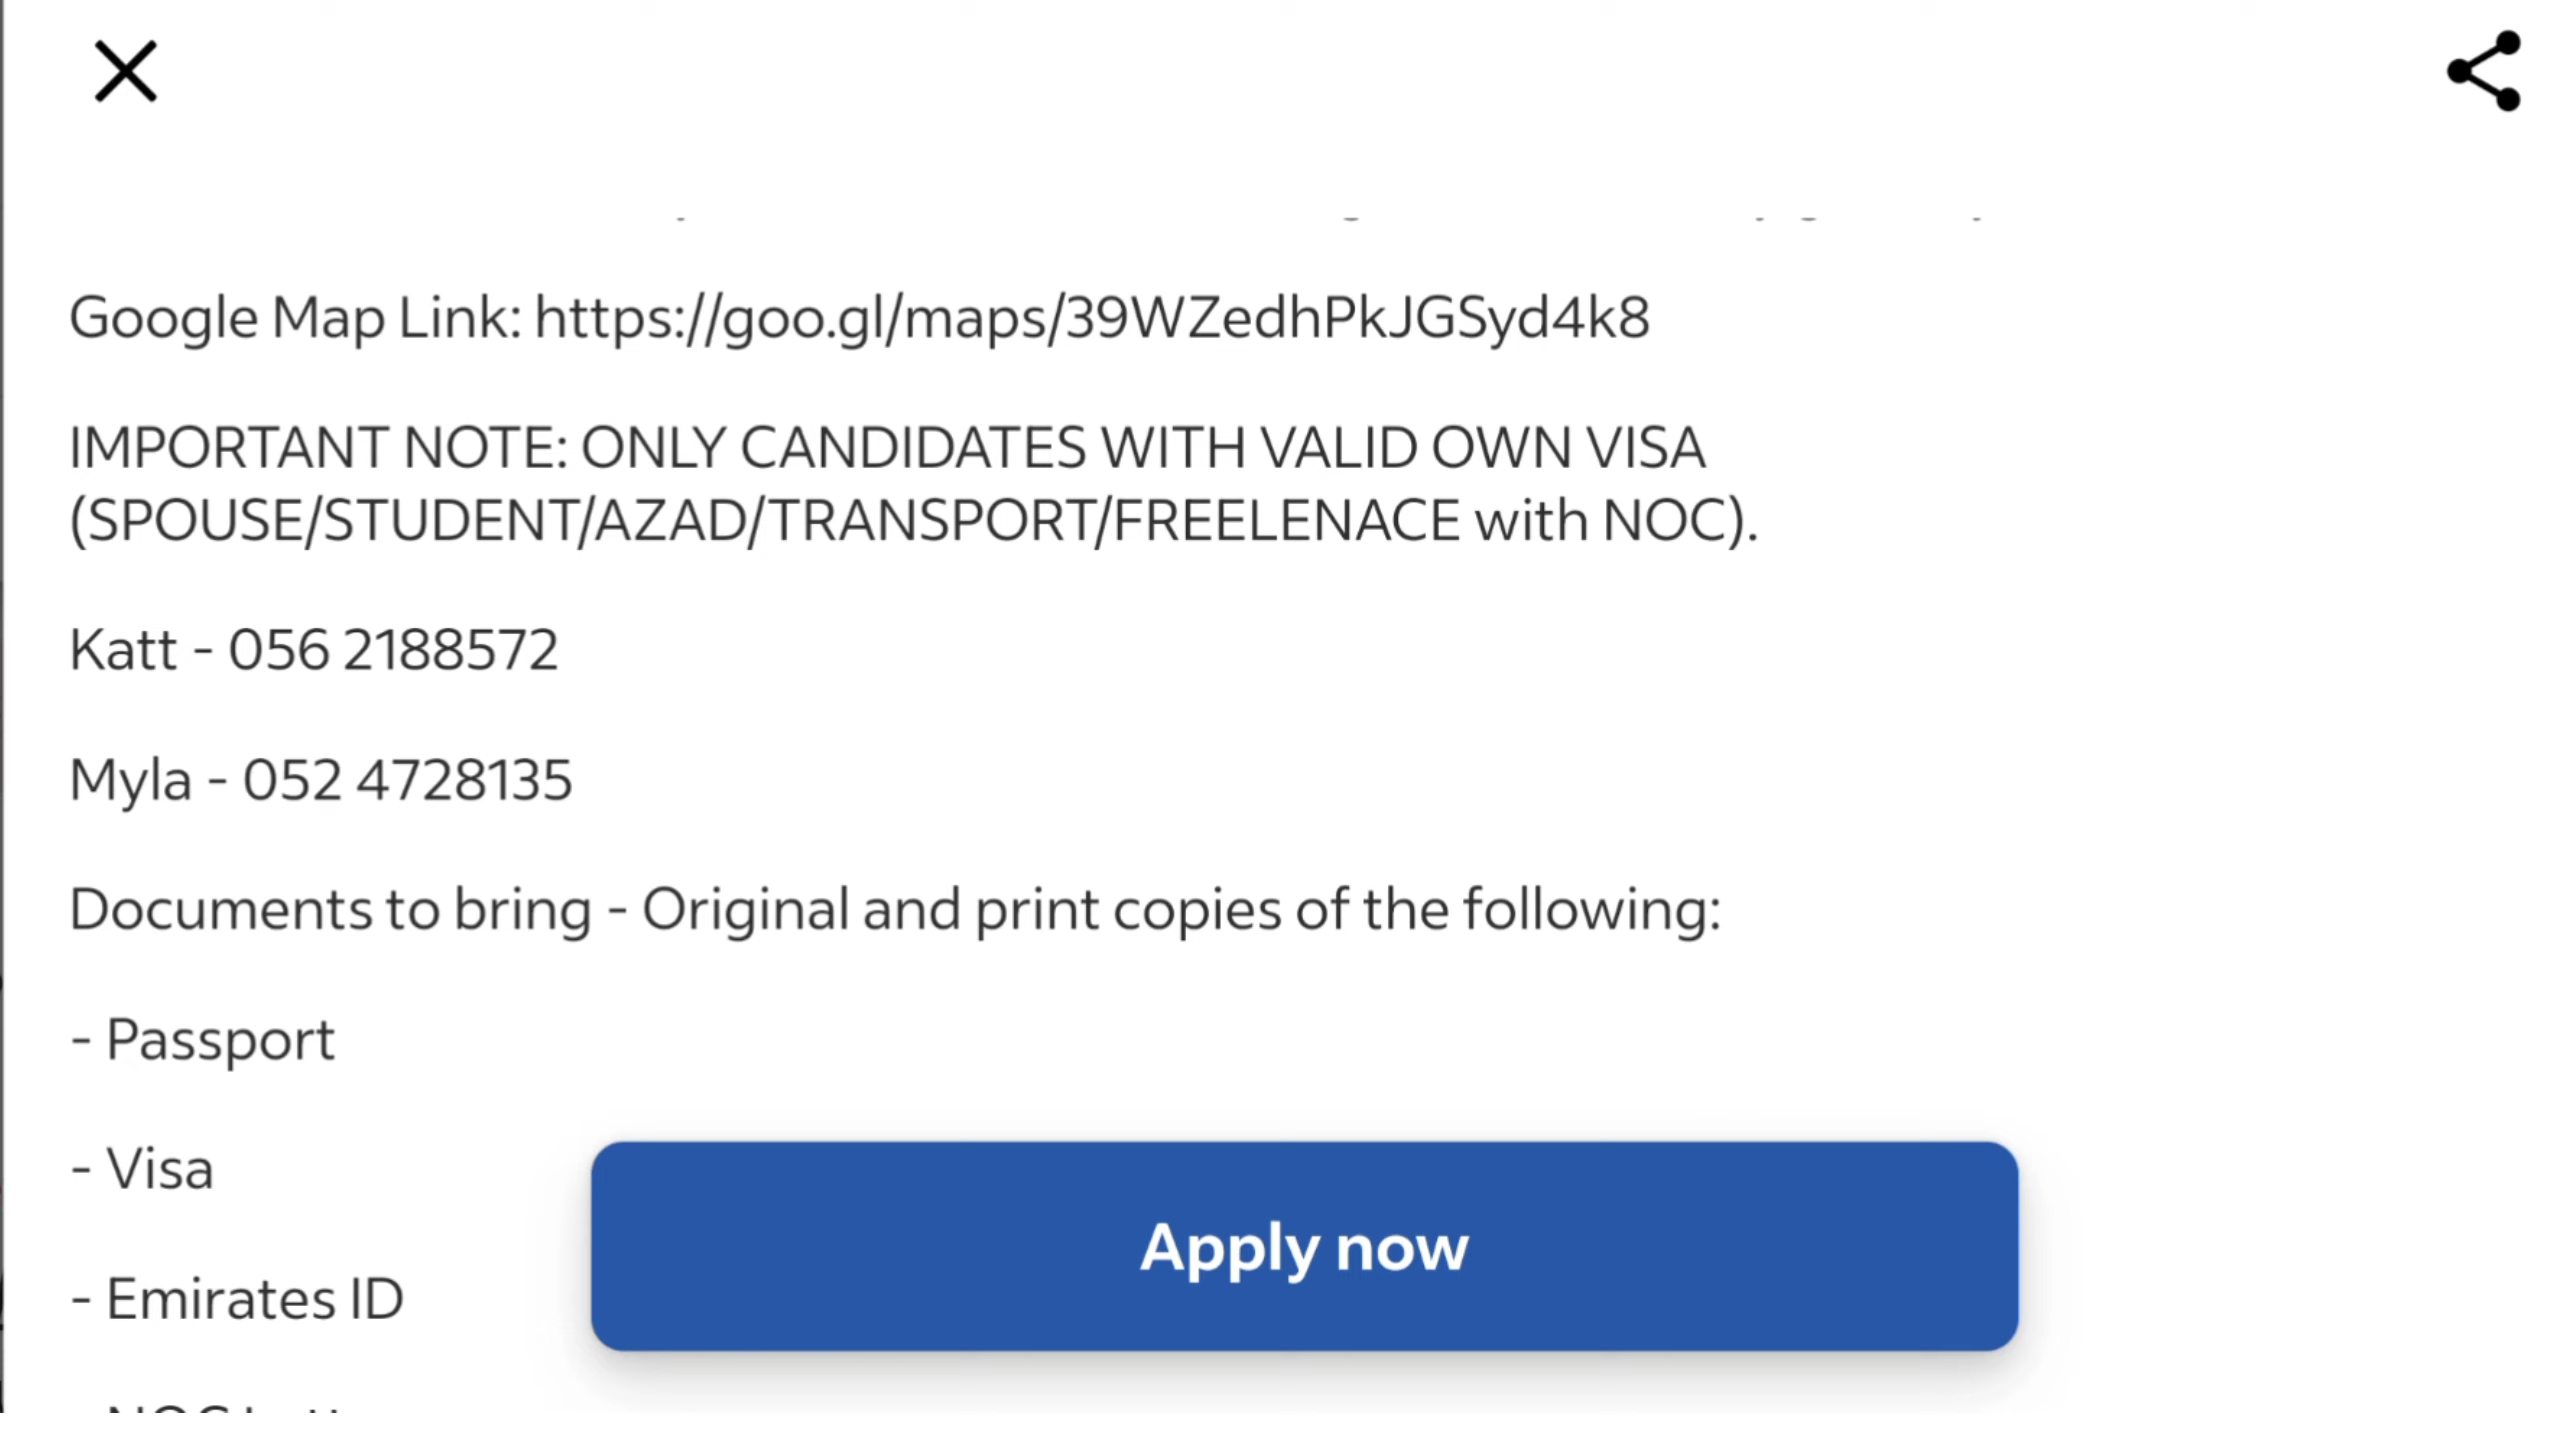 Google Map Link: https://goo.gl/maps/39WZedhPkJGSyd4k8
IMPORTANT NOTE: ONLY CANDIDATES WITH VALID OWN VISA
(SPOUSE/STUDENT/AZAD/TRANSPORT/FREELENACE with NOC).
Katt - 056 2188572
Myla - 052 4728135
Documents to bring - Original and print copies of the following:
- Passport
- Visa
- Emirates ID
Apply now